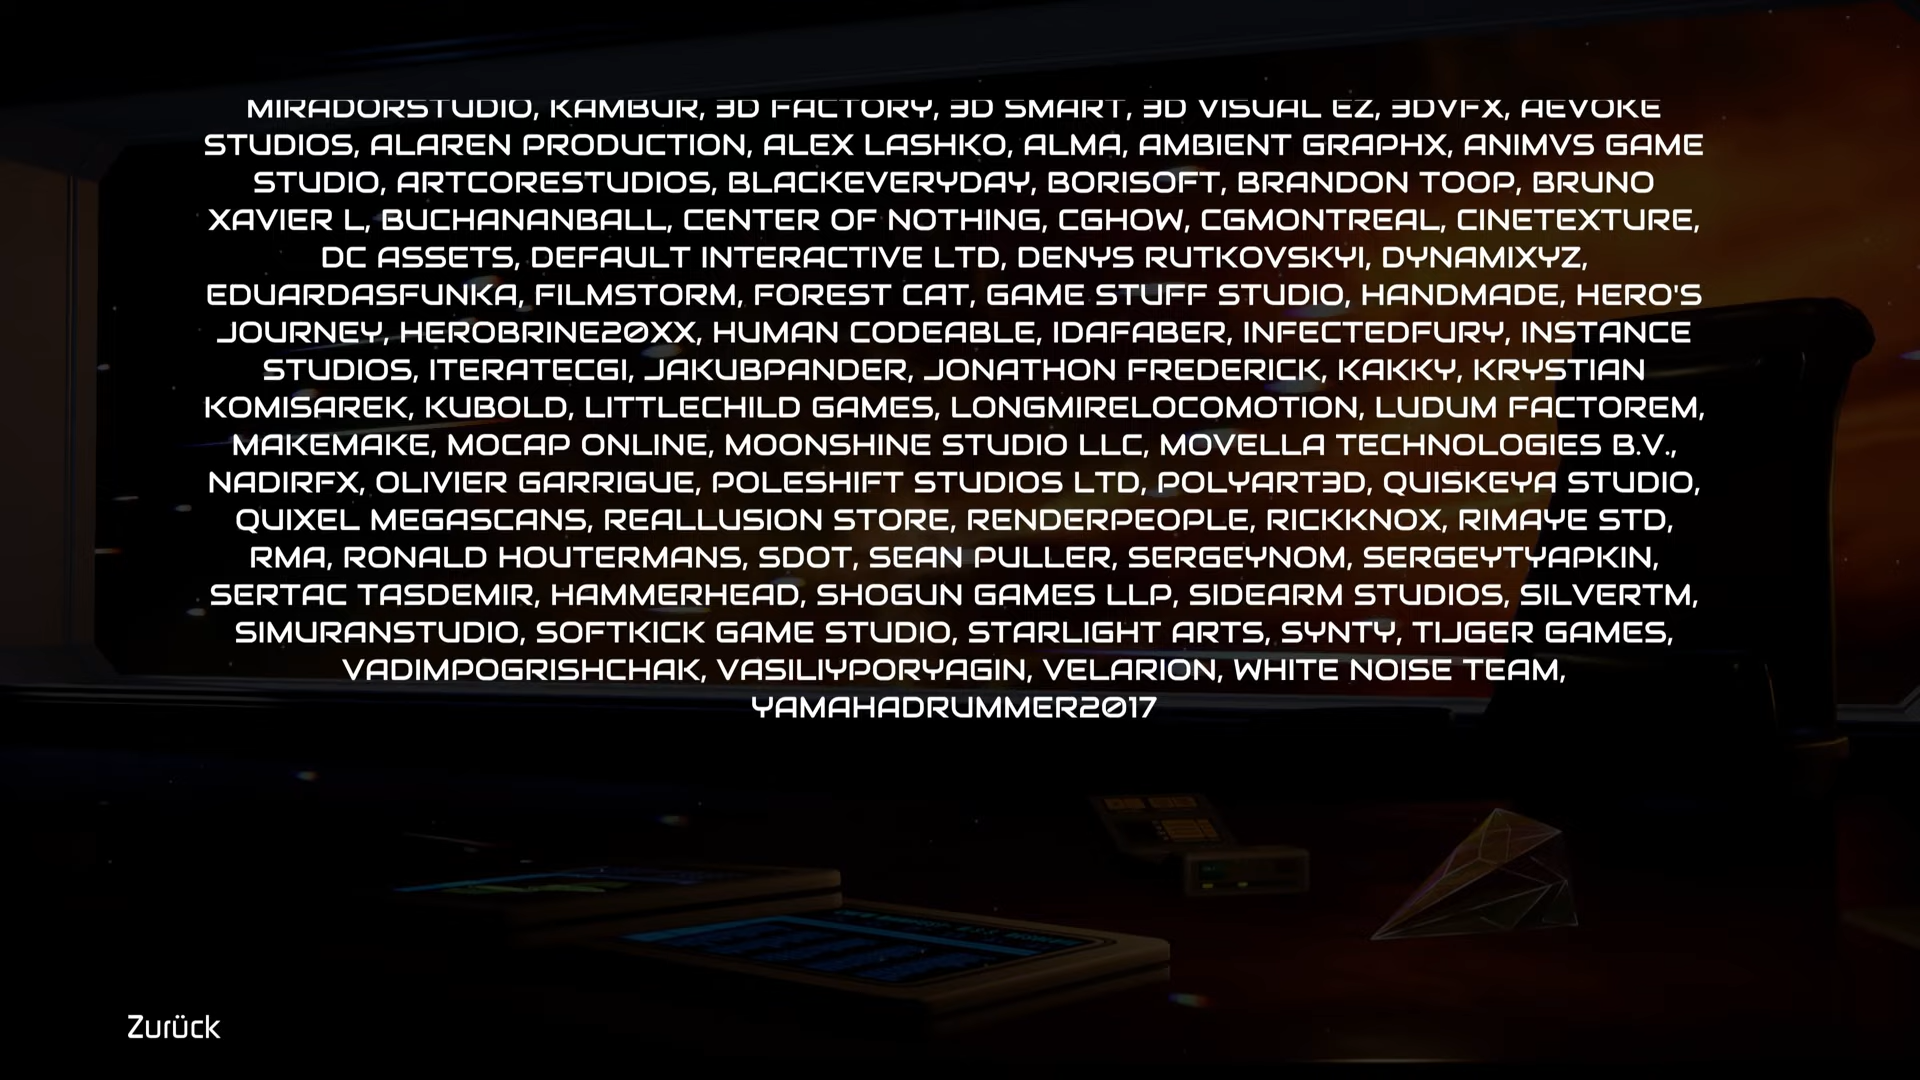 MIRADORSTUDIO, KAMBUR, 3D FACTORY, 3D SMART, 3D VISUAL EZ, 3DVFX, AEVOKE
STUDIOS, ALAREN PRODUCTION, ALEX LASHKO, ALMA, AMBIENT GRAPHX, ANIMVS GAME
STUDIO, ARTCORESTUDIOS, BLACKEVERYDAY, BORISOFT, BRANDON TOOP, BRUNO
XAVIER L, BUCHANANBALL, CENTER OF NOTHING, CGHOW, CGMONTREAL, CINETEXTURE,
DC ASSETS, DEFAULT INTERACTIVE LTD, DENYS RUTKOVSKYI, DYNAMIXYZ,
EDUARDASFUNKA, FILMSTORM, FOREST CAT, GAME STUFF STUDIO, HANDMADE, HERO'S
JOURNEY, HEROBRINE20XX, HUMAN CODEABLE, IDAFABER, INFECTEDFURY, INSTANCE
STUDIOS, ITERATECGI, JAKUBPANDER, JONATHON FREDERICK, KAKKY, KRYSTIAN
KOMISAREK, KUBOLD, LITTLECHILD GAMES, LONGMIRELOCOMOTION, LUDUM FACTOREM,
MAKEMAKE, MOCAP ONLINE, MOONSHINE STUDIO LLC, MOVELLA TECHNOLOGIES B.V.,
NADIRFX, OLIVIER GARRIGUE, POLESHIFT STUDIOS LTD, POLYART3D, QUISKEYA STUDIO,
QUIXEL MEGASCANS, REALLUSION STORE, RENDERPEOPLE, RICKKNOX, RIMAYE STD,
RMA, RONALD HOUTERMANS, SDOT, SEAN PULLER, SERGEYNOM, SERGEYTYAPKIN,
SERTAC TASDEMIR, HAMMERHEAD, SHOGUN GAMES LLP, SIDEARM STUDIOS, SILVERTM,
SIMURANSTUDIO, SOFTKICK GAME STUDIO, STARLIGHT ARTS, SYNTY, TIJGER GAMES,
VADIMPOGRISHCHAK, VASILIYPORYAGIN, VELARION, WHITE NOISE TEAM,
YAMAHADRUMMER2017
Zurück